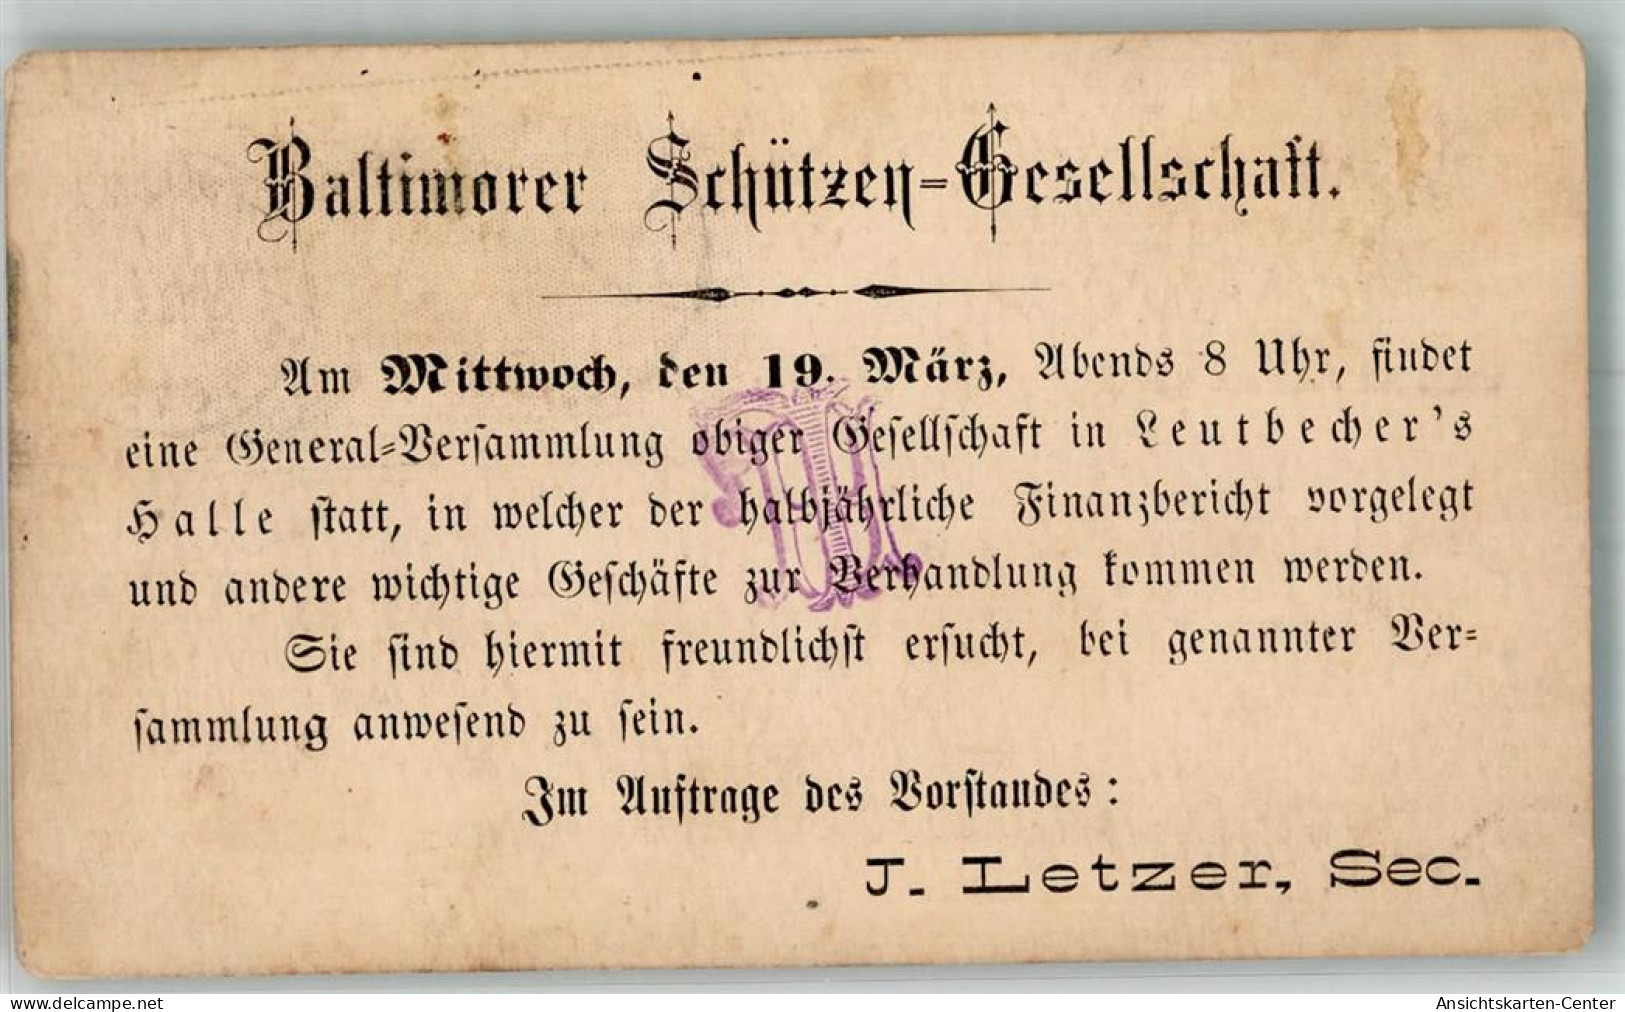 Baltimorer Schützen-Gesellschaft.
Am Mittwoch, den 19. März, Abends 8 Uhr, findet
eine General-Versammlung obiger Gesellschaft in Leutbecher's
Halle statt, in welcher der halbjährliche Finanzbericht vorgelegt
und andere wichtige Geschäfte zur Verhandlung kommen werden.
Sie sind hiermit freundlichst ersucht, bei genannter Ver-
sammlung anwesend zu sein.
Im Auftrage des Vorstandes:
J. Letzer, Sec.
www.delcampe.net
Ansichtskarten-Center